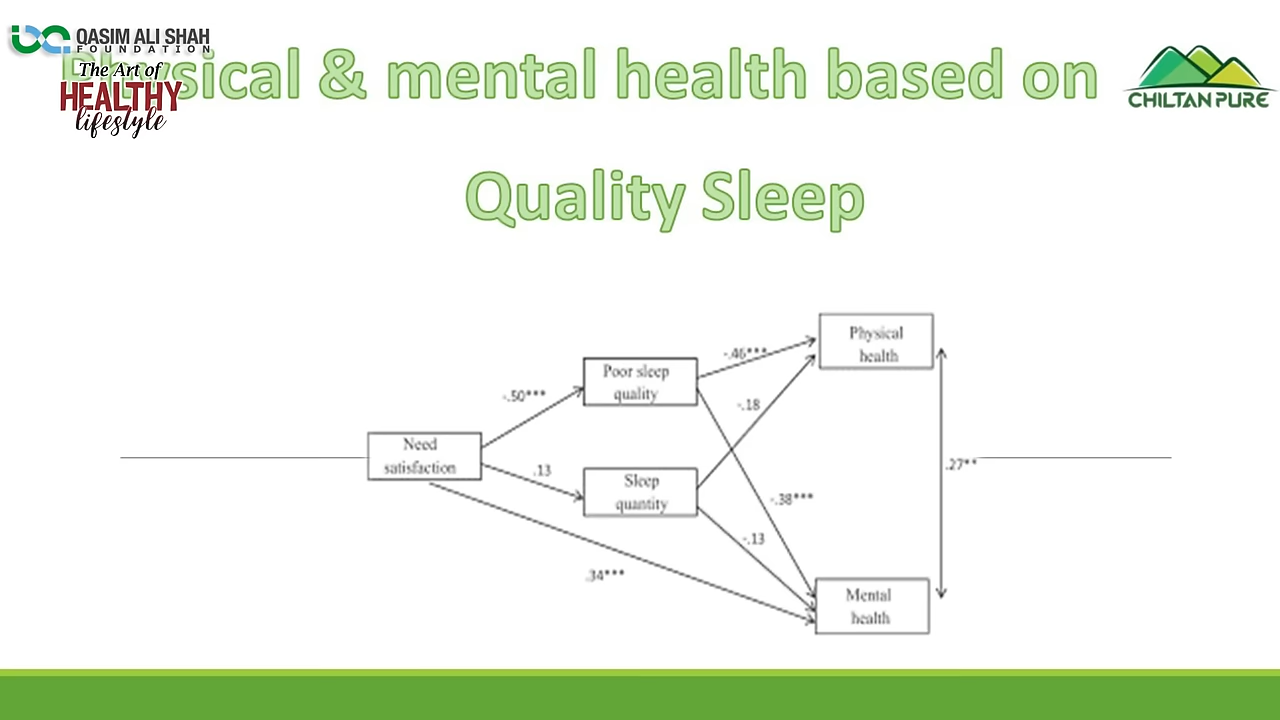 QASIM ALI SHAH
FOUNDATION
The Art of
HEALTHY
lifestyle
Physical & mental health based on
Quality Sleep
CHILTAN PURE
Physical
health
-.46***
Poor sleep
quality
-.50***
-.18
Need
satisfaction
.13
Sleep
quantity
.27**
-.38***
-.13
.34***
Mental
health